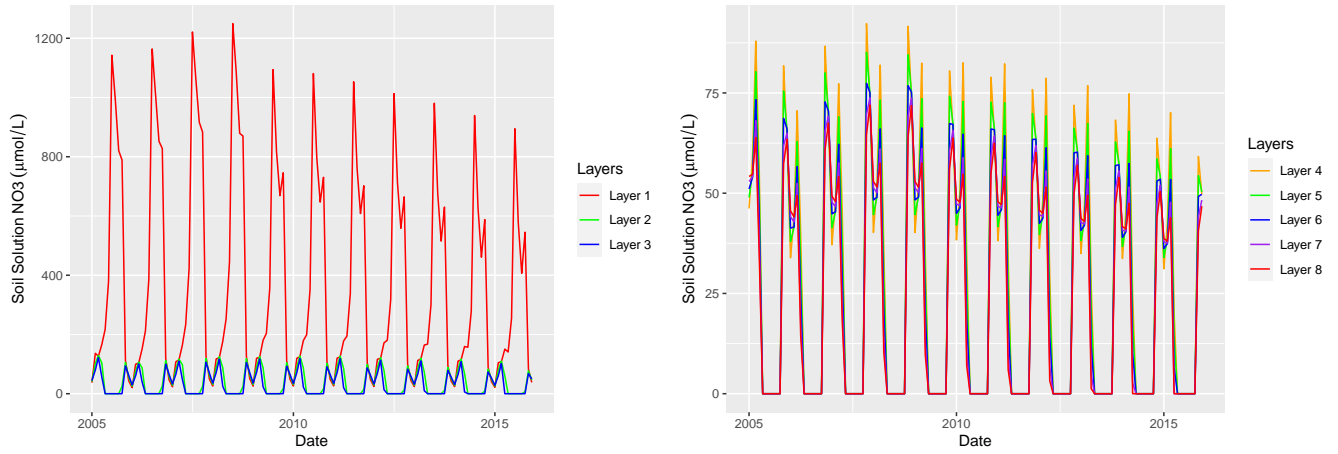 Soil Solution NO3 (μmol/L)
1200
800
400
0
2005
2010
2015
Date
Layers
Layer 1
Layer 2
Layer 3
Soil Solution NO3 (μmol/L)
75
50
25
0
2005
2010
2015
Date
Layers
Layer 4
Layer 5
Layer 6
Layer 7
Layer 8